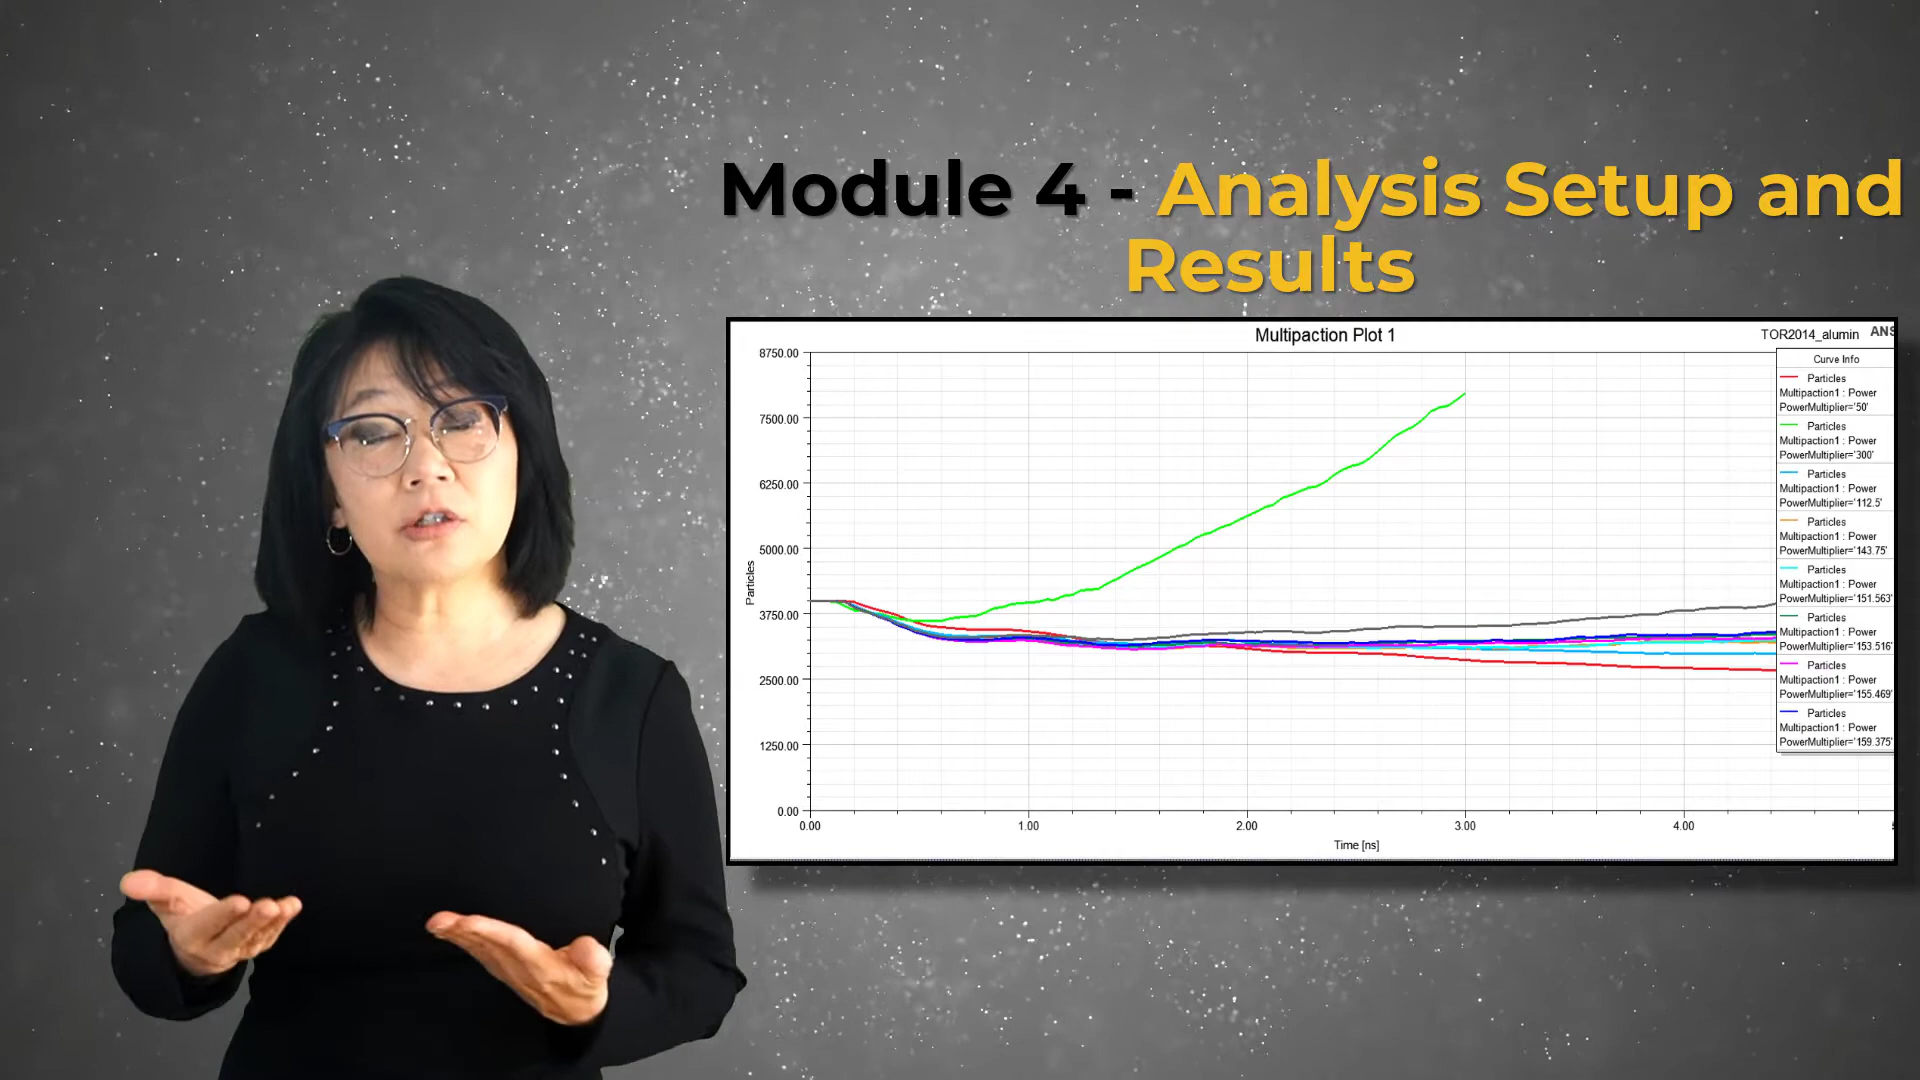 Module 4 - Analysis Setup and
Results
Multipaction Plot 1
TOR2014_alumin
ANS
8750.00
7500.00
6250.00
5000.00
3750.00
2500.00
1250.00
0.00
Particles
0.00
1.00
2.00
3.00
4.00
Time [ns]
Curve Info
Particles
Multipaction1 : Power
PowerMultiplier='50'
Particles
Multipaction1 : Power
PowerMultiplier='300'
Particles
Multipaction1 : Power
PowerMultiplier='112.5'
Particles
Multipaction1 : Power
PowerMultiplier='143.75'
Particles
Multipaction1 : Power
PowerMultiplier='151.563'
Particles
Multipaction1 : Power
PowerMultiplier='153.516'
Particles
Multipaction1 : Power
PowerMultiplier='155.469'
Particles
Multipaction1 : Power
PowerMultiplier='159.375'